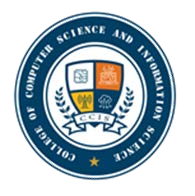 COLLEGE OF COMPUTER SCIENCE AND INFORMATION SCIENCE
CCIS